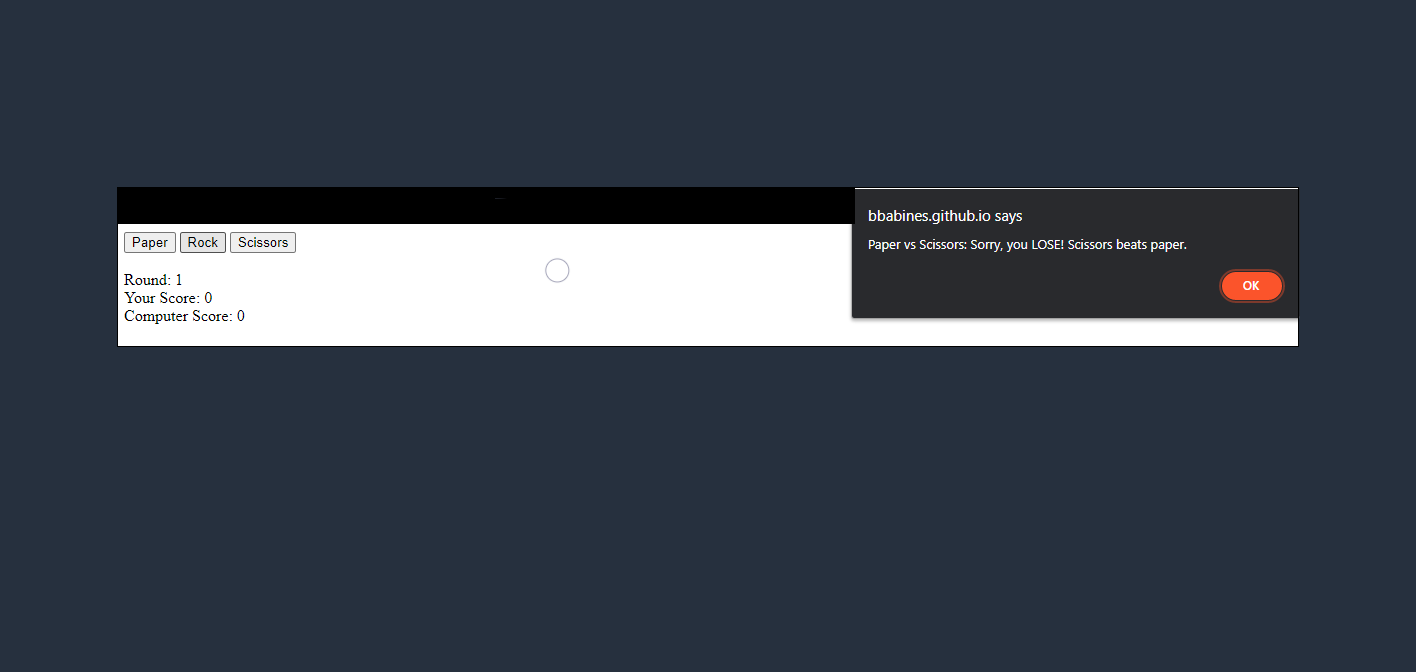 Paper Rock Scissors
Round: 1
Your Score: 0
Computer Score: 0
bbabines.github.io says
Paper vs Scissors: Sorry, you LOSE! Scissors beats paper.
OK